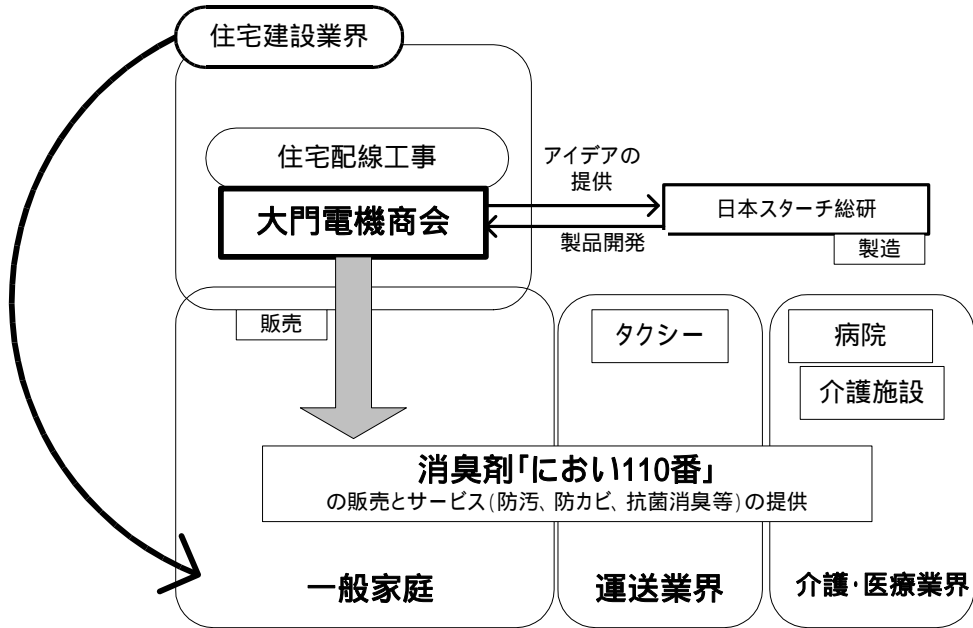 住宅建設業界
住宅配線工事
大門電機商会
アイデアの
提供
製品開発
日本スターチ総研
製造
販売
タクシー
病院
介護施設
消臭剤「におい110番」
の販売とサービス(防汚、防カビ、抗菌消臭等)の提供
一般家庭
運送業界
介護・医療業界